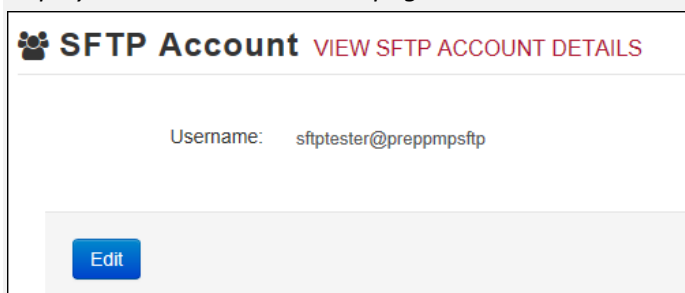 SFTP Account VIEW SFTP ACCOUNT DETAILS
Username: sftptester@preppmpsftp
Edit